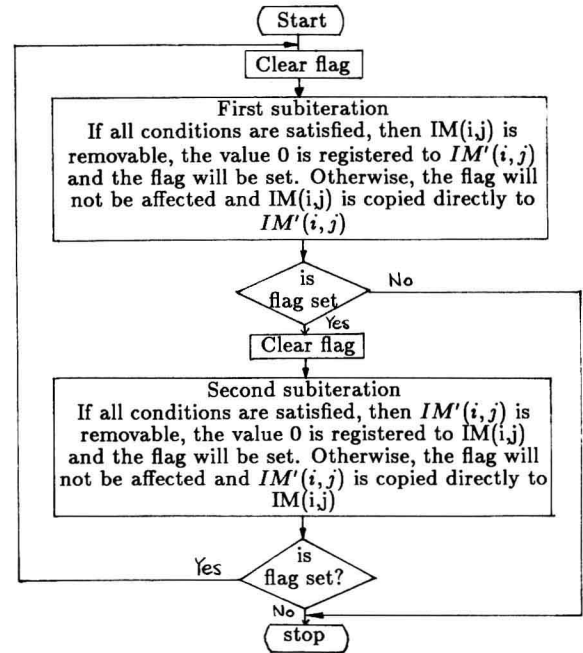 Start
Clear flag
First subiteration
If all conditions are satisfied, then IM(i,j) is
removable, the value 0 is registered to IM'(i,j)
and the flag will be set. Otherwise, the flag will
not be affected and IM(i,j) is copied directly to
IM'(i,j)
is
flag set
No
Yes
Clear flag
Second subiteration
If all conditions are satisfied, then IM'(i,j) is
removable, the value 0 is registered to IM(i,j)
and the flag will be set. Otherwise, the flag will
not be affected and IM'(i,j) is copied directly to
IM(i,j)
is
flag set?
Yes
No
stop